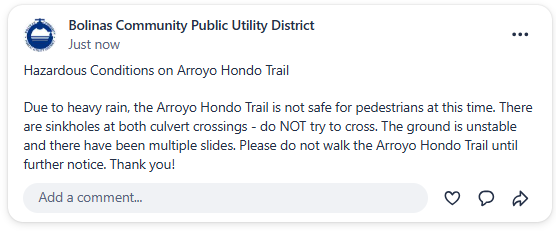 Bolinas Community Public Utility District
Just now
Hazardous Conditions on Arroyo Hondo Trail
Due to heavy rain, the Arroyo Hondo Trail is not safe for pedestrians at this time. There
are sinkholes at both culvert crossings - do NOT try to cross. The ground is unstable
and there have been multiple slides. Please do not walk the Arroyo Hondo Trail until
further notice. Thank you!
Add a comment...